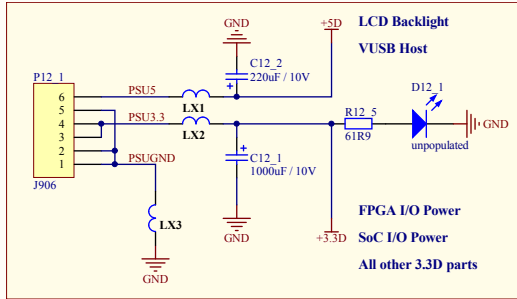 GND
+5D
LCD Backlight
VUSB Host
C12_2
220uF / 10V
P12_1
PSU5
LX1
6
5
4
3
2
1
PSU3.3
LX2
R12_5
61R9
D12_1
GND
unpopulated
PSUGND
C12_1
1000uF / 10V
J906
LX3
GND
GND
+3.3D
FPGA I/O Power
SoC I/O Power
All other 3.3D parts